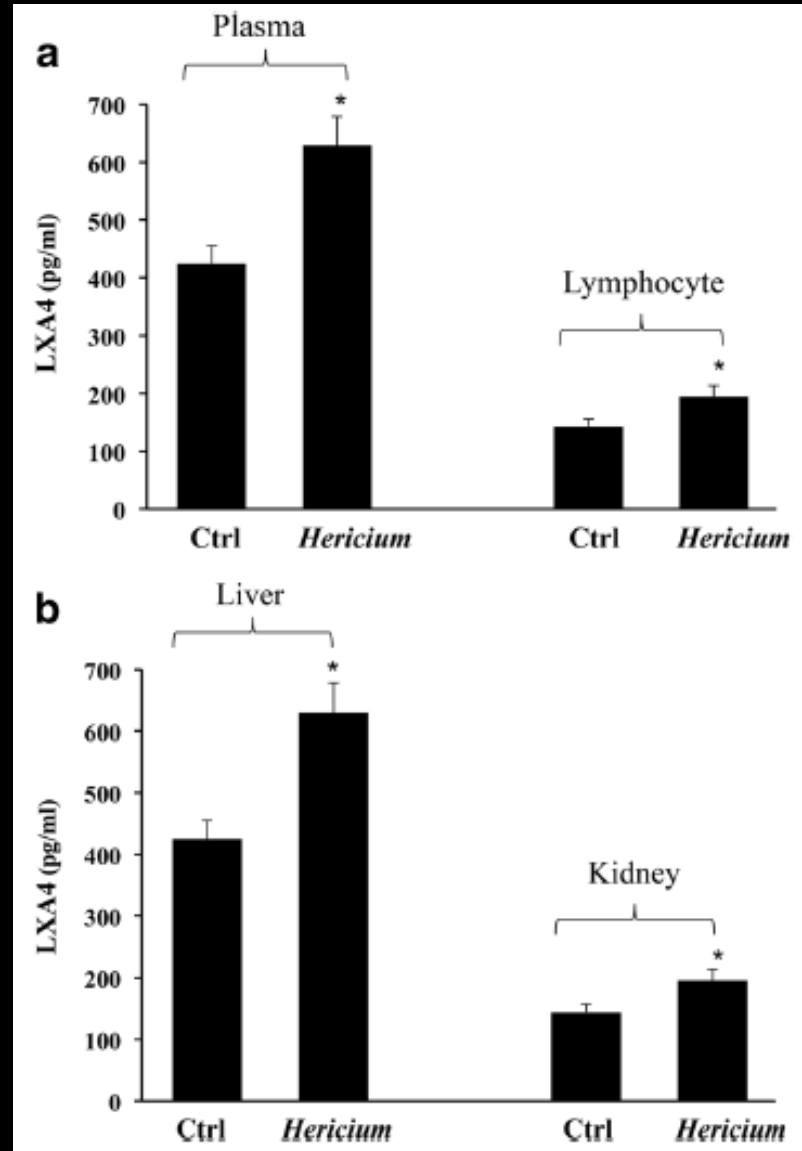 a
Plasma
*
700
600
500
400
300
200
100
0
LXA4 (pg/ml)
Lymphocyte
*
Ctrl Hericium Ctrl Hericium
b
Liver
*
700
600
500
400
300
200
100
0
LXA4 (pg/ml)
Kidney
*
Ctrl Hericium Ctrl Hericium